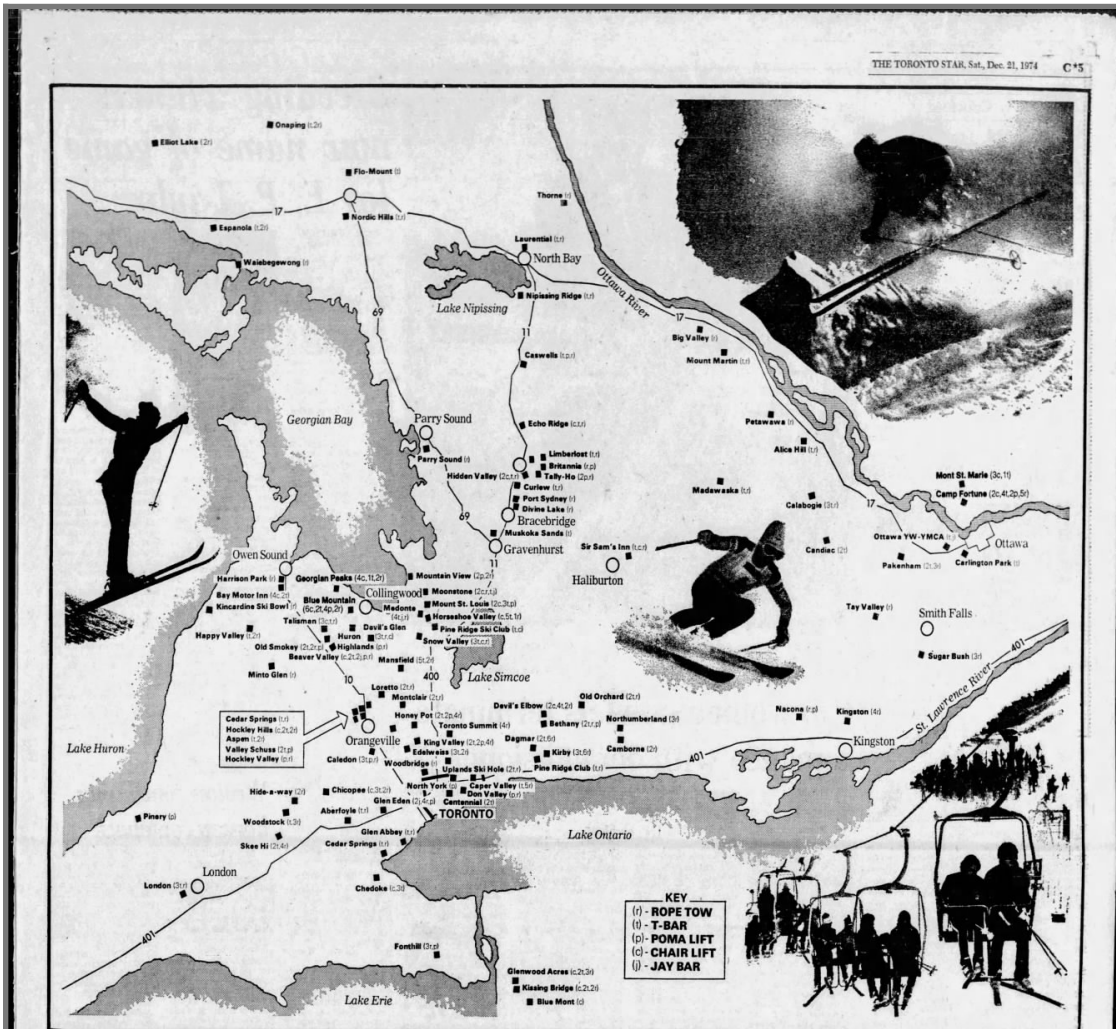 THE TORONTO STAR, Sat., Dec. 21, 1974 C*5
Onaping (c,2r)
Elliot Lake (2r)
Flo-Mount (t)
Thorne (r)
17
Nordic Hills (t,r)
Espanola (t,2r)
Laurential (t,r)
North Bay
Waiebegewong (r)
Ottawa River
Nipissing Ridge (t,r)
Lake Nipissing
69
11
17
Big Valley (r)
Mount Martin (t,r)
Caswells (t,p,r)
Georgian Bay
Parry Sound
Petawawa (r)
Echo Ridge (c,t,r)
Alice Hill (t,r)
Parry Sound (r)
Limberlost (t,r)
Britannia (r,p)
Hidden Valley (2c,t,r)
Tally-Ho (2p,r)
Mont St. Marie (3c,1t)
Curlew (t,r)
Madawaska (t,r)
Camp Fortune (2c,4t,2p,5r)
Port Sydney (r)
Calabogie (3t,r)
17
Divine Lake (r)
69
Bracebridge
Muskoka Sands (t)
Ottawa YW-YMCA
Ottawa
Gravenhurst
Candiac (2t)
Owen Sound
Sir Sam's Inn (t,c,r)
Pakenham (2t,3r)
Carlington Park
11
Haliburton
Harrison Park (r)
Georgian Peaks (4c,1t,2r)
Mountain View (2p,2r)
Bay Motor Inn (4c,2t)
Collingwood
Moonstone (2c,r,t,j)
Kincardine Ski Bowl (r)
Blue Mountain
(6c,2t,4p,2r)
Medonte
(4t,j,r)
Mount St. Louis (2c,3t,p)
Tay Valley (r)
Talisman (3c,t,r)
Davil's Glen
Horseshoe Valley (c,5t,1r)
Smith Falls
Happy Valley (t,2r)
Huron (3t,r,c)
Pine Ridge Ski Club (t,c)
Old Smokey (2t,2r,p)
Highlands (p,r)
Snow Valley (3t,c,r)
401
Beaver Valley (c,2t,2j,p,r)
Mansfield (5t,2r)
Sugar Bush (3r)
Minto Glen (r)
10
400
Lake Simcoe
Loretto (2t,r)
Old Orchard (2t,r)
Montclair (2t,r)
Devil's Elbow (2c,4t,2r)
Nacona (r,p)
Kingston (4r)
St. Lawrence River
Cedar Springs (t,r)
Hockley Hills (c,2t,2r)
Aspen (t,2r)
Valley Schuss (2t,p)
Hockley Valley (p,r)
Honey Pot (2t,2p,4r)
Bethany (2t,r,p)
Northumberland (3r)
Toronto Summit (4r)
Orangeville
King Valley (2t,2p,4r)
Dagmar (2t,6r)
Camborne (2r)
Kingston
Lake Huron
Caledon (3t,p,r)
Edelweiss (3t,2r)
Kirby (3t,6r)
401
401
Woodbridge (r)
Pine Ridge Club (t,r)
Uplands Ski Hole (2t,r)
Hide-a-way (2r)
Chicopee (c,3t,2r)
North York (p)
Caper Valley (t,5r)
Don Valley (p,r)
Glen Eden (2j,4r,p)
Centennial (2t)
Pinery (p)
Aberfoyle (t,r)
TORONTO
Woodstock (t,3r)
Glen Abbey (t,r)
Lake Ontario
Skee Hi (2t,4r)
Cedar Springs (t,r)
London
Chedoke (c,3t)
London (3t,r)
KEY
(r) - ROPE TOW
(t) - T-BAR
(p) - POMA LIFT
(c) - CHAIR LIFT
(j) - JAY BAR
401
Fonthill (3r,p)
Glenwood Acres (c,2t,3r)
Kissing Bridge (c,2t,2r)
Lake Erie
Blue Mont (c)